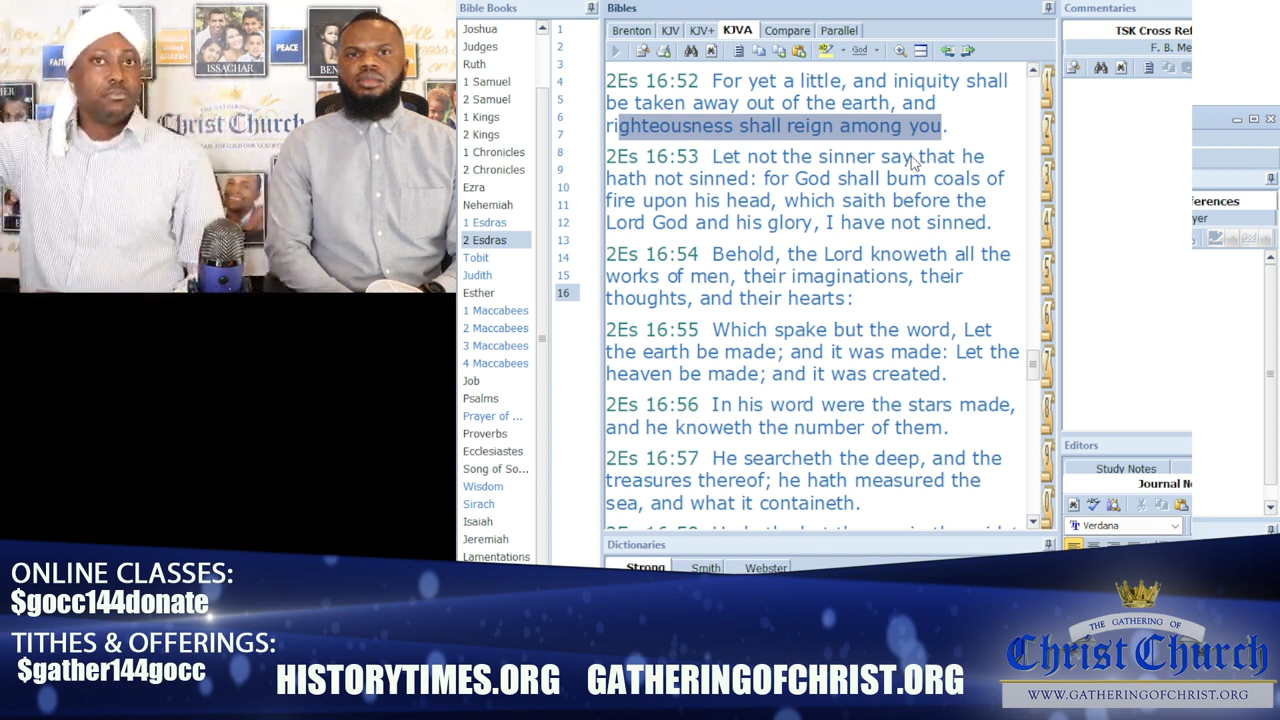 FAITH
ISSACHAR
PEACE
Christ Church
Bible Books
Joshua
Judges
Ruth
1 Samuel
2 Samuel
1 Kings
2 Kings
1 Chronicles
2 Chronicles
Ezra
Nehemiah
1 Esdras
2 Esdras
Tobit
Judith
Esther
1 Maccabees
2 Maccabees
3 Maccabees
4 Maccabees
Job
Psalms
Prayer of ...
Proverbs
Ecclesiastes
Song of So...
Wisdom
Sirach
Isaiah
Jeremiah
Lamentations
1
2
3
4
5
6
7
8
9
10
11
12
13
14
15
16
Bibles
Brenton KJV KJV+ KJVA Compare Parallel
God
2Es 16:52 For yet a little, and iniquity shall
be taken away out of the earth, and
righteousness shall reign among you.
2Es 16:53 Let not the sinner say that he
hath not sinned: for God shall burn coals of
fire upon his head, which saith before the
Lord God and his glory, I have not sinned.
2Es 16:54 Behold, the Lord knoweth all the
works of men, their imaginations, their
thoughts, and their hearts:
2Es 16:55 Which spake but the word, Let
the earth be made; and it was made: Let the
heaven be made; and it was created.
2Es 16:56 In his word were the stars made,
and he knoweth the number of them.
2Es 16:57 He searcheth the deep, and the
treasures thereof; he hath measured the
sea, and what it containeth.
Dictionaries
Strong Smith Webster
Commentaries
TSK Cross Ref
F. B. Me
ferences
yer
God
Editors
Study Notes
Journal No
Verdana
ONLINE CLASSES:
$gocc144donate
TITHES & OFFERINGS:
$gather144gocc
HISTORYTIMES.ORG GATHERINGOFCHRIST.ORG
THE GATHERING OF
Christ Church
WWW.GATHERINGOFCHRIST.ORG